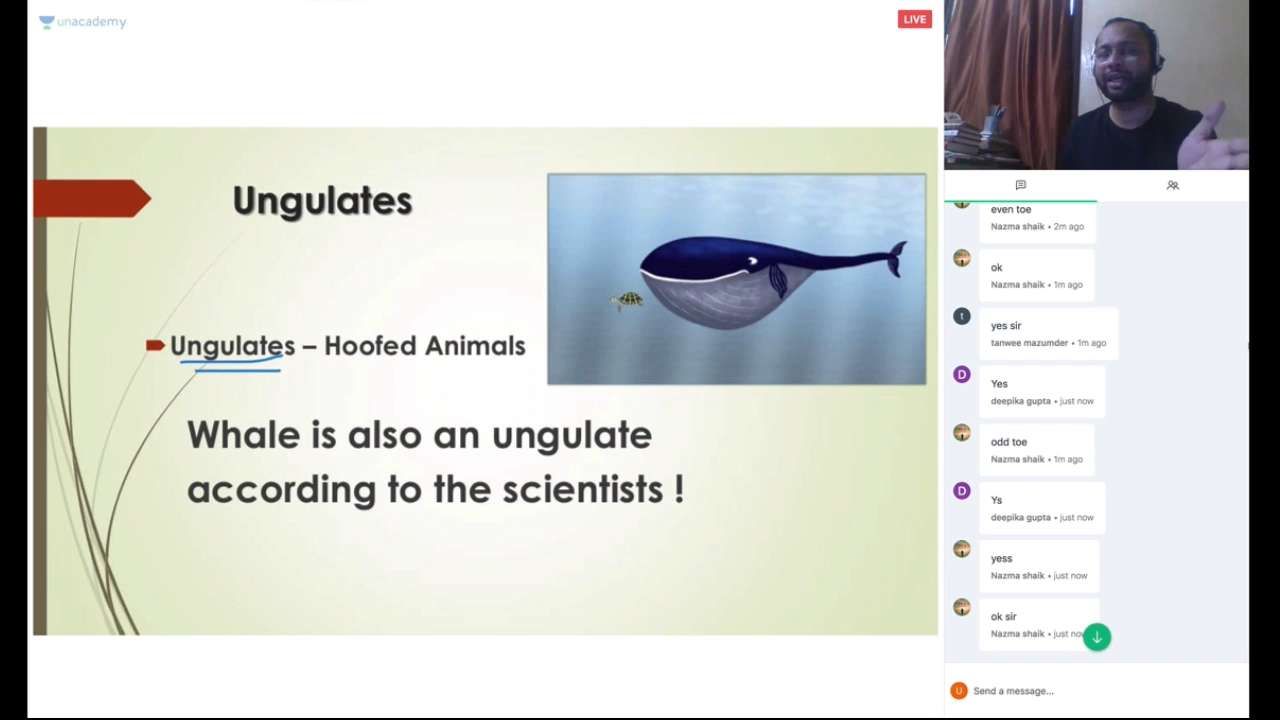 unacademy
LIVE
Ungulates
Ungulates – Hoofed Animals
Whale is also an ungulate
according to the scientists !
even toe
Nazma shaik • 2m ago
ok
Nazma shaik • 1m ago
t
yes sir
tanwee mazumder • 1m ago
D
Yes
deepika gupta • just now
odd toe
Nazma shaik • 1m ago
D
Ys
deepika gupta • just now
yess
Nazma shaik • just now
ok sir
Nazma shaik • just now
U
Send a message...